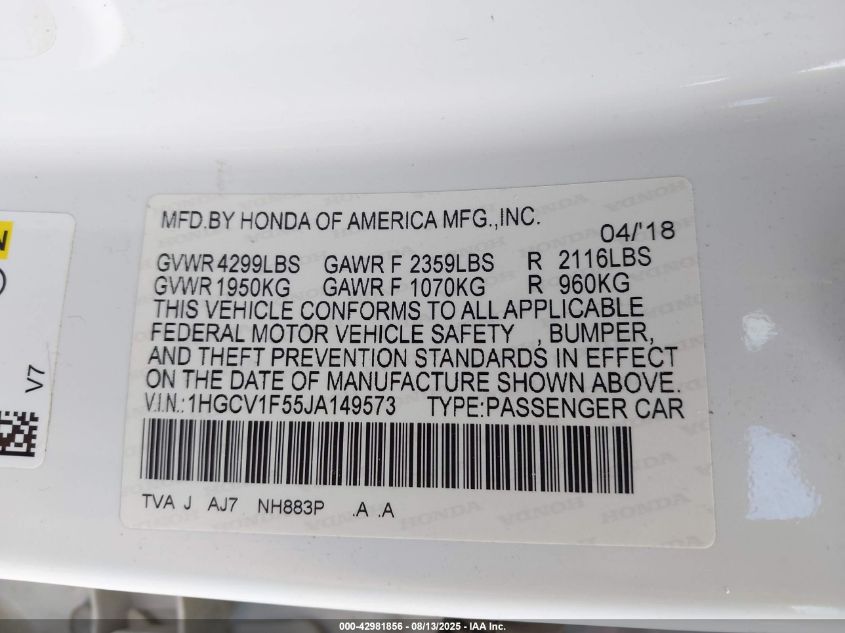 MFD.BY HONDA OF AMERICA MFG.,INC.
04/'18
GVWR 4299LBS GAWR F 2359LBS R 2116LBS
GVWR 1950KG GAWR F 1070KG R 960KG
THIS VEHICLE CONFORMS TO ALL APPLICABLE
FEDERAL MOTOR VEHICLE SAFETY , BUMPER,
AND THEFT PREVENTION STANDARDS IN EFFECT
ON THE DATE OF MANUFACTURE SHOWN ABOVE.
V.I.N.:1HGCV1F55JA149573 TYPE:PASSENGER CAR
TVA J AJ7 NH883P .A .A
N
V7
HONDA
000-42981856 - 08/13/2025 - IAA Inc.